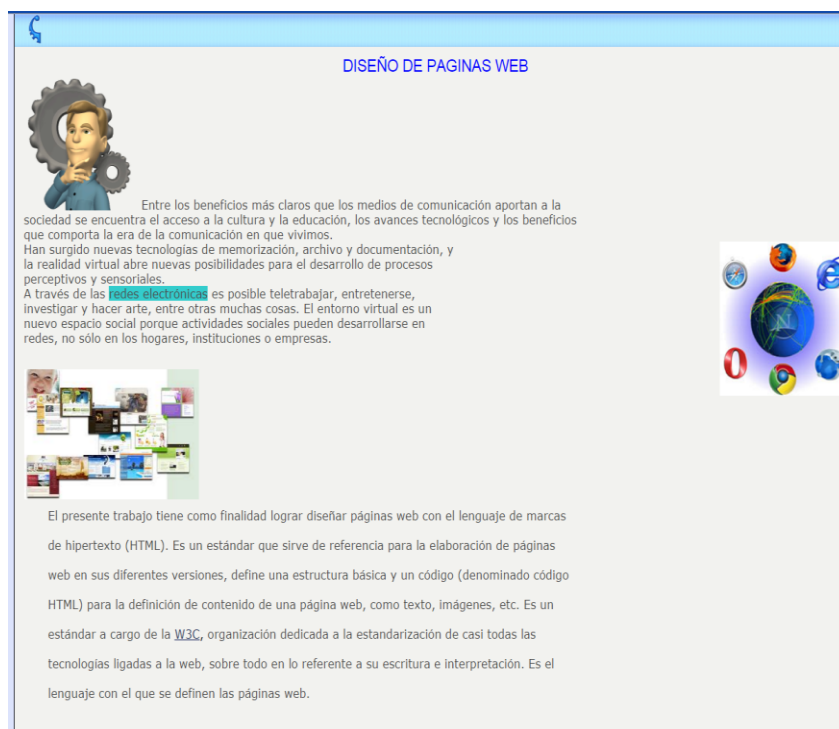 DISEÑO DE PAGINAS WEB
Entre los beneficios más claros que los medios de comunicación aportan a la
sociedad se encuentra el acceso a la cultura y la educación, los avances tecnológicos y los beneficios
que comporta la era de la comunicación en que vivimos.
Han surgido nuevas tecnologías de memorización, archivo y documentación, y
la realidad virtual abre nuevas posibilidades para el desarrollo de procesos
perceptivos y sensoriales.
A través de las redes electrónicas es posible teletrabajar, entretenerse,
investigar y hacer arte, entre otras muchas cosas. El entorno virtual es un
nuevo espacio social porque actividades sociales pueden desarrollarse en
redes, no sólo en los hogares, instituciones o empresas.
N
El presente trabajo tiene como finalidad lograr diseñar páginas web con el lenguaje de marcas
de hipertexto (HTML). Es un estándar que sirve de referencia para la elaboración de páginas
web en sus diferentes versiones, define una estructura básica y un código (denominado código
HTML) para la definición de contenido de una página web, como texto, imágenes, etc. Es un
estándar a cargo de la W3C, organización dedicada a la estandarización de casi todas las
tecnologías ligadas a la web, sobre todo en lo referente a su escritura e interpretación. Es el
lenguaje con el que se definen las páginas web.